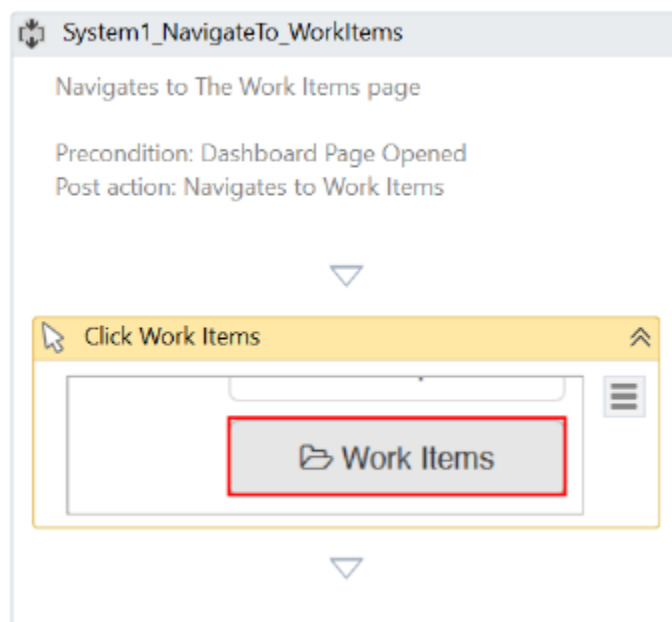 System1_NavigateTo_WorkItems
Navigates to The Work Items page
Precondition: Dashboard Page Opened
Post action: Navigates to Work Items
Click Work Items
Work Items